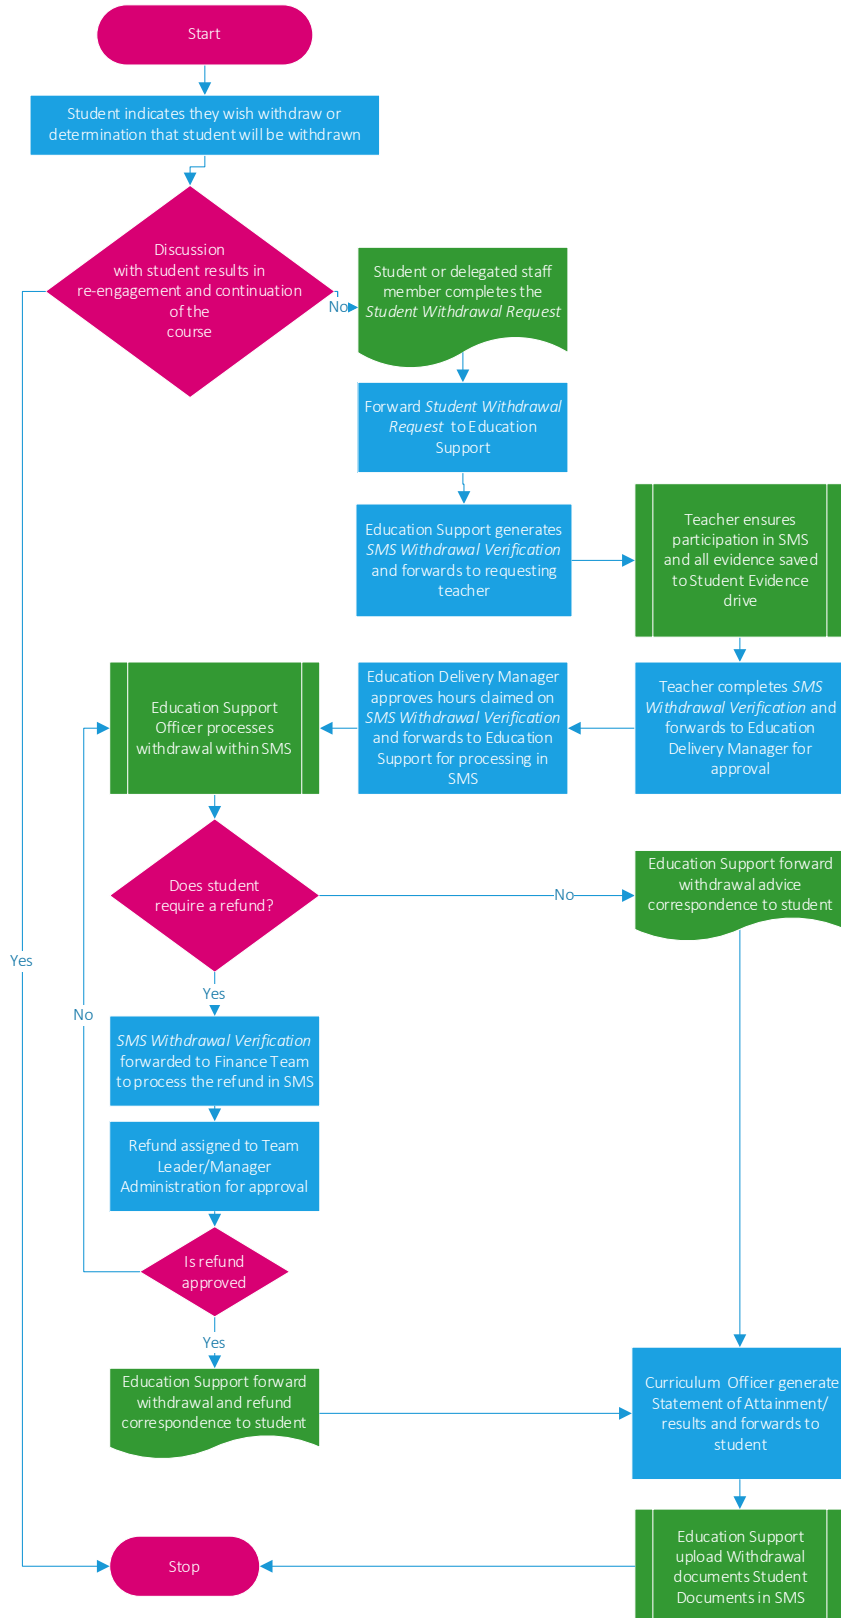 Start
Student indicates they wish withdraw or
determination that student will be withdrawn
Discussion
with student results in
re-engagement and continuation
of the
course
No
Student or delegated staff
member completes the
Student Withdrawal Request
Forward Student Withdrawal
Request to Education
Support
Education Support generates
SMS Withdrawal Verification
and forwards to requesting
teacher
Teacher ensures
participation in SMS
and all evidence saved
to Student Evidence
drive
Teacher completes SMS
Withdrawal Verification and
forwards to Education
Delivery Manager for
approval
Education Delivery Manager
approves hours claimed on
SMS Withdrawal Verification
and forwards to Education
Support for processing in
SMS
Education Support
Officer processes
withdrawal within SMS
Does student
require a refund?
No
Education Support forward
withdrawal advice
correspondence to student
Yes
Yes
No
SMS Withdrawal Verification
forwarded to Finance Team
to process the refund in SMS
Refund assigned to Team
Leader/Manager
Administration for approval
Is refund
approved
Yes
Education Support forward
withdrawal and refund
correspondence to student
Curriculum Officer generate
Statement of Attainment/
results and forwards to
student
Education Support
upload Withdrawal
documents Student
Documents in SMS
Stop